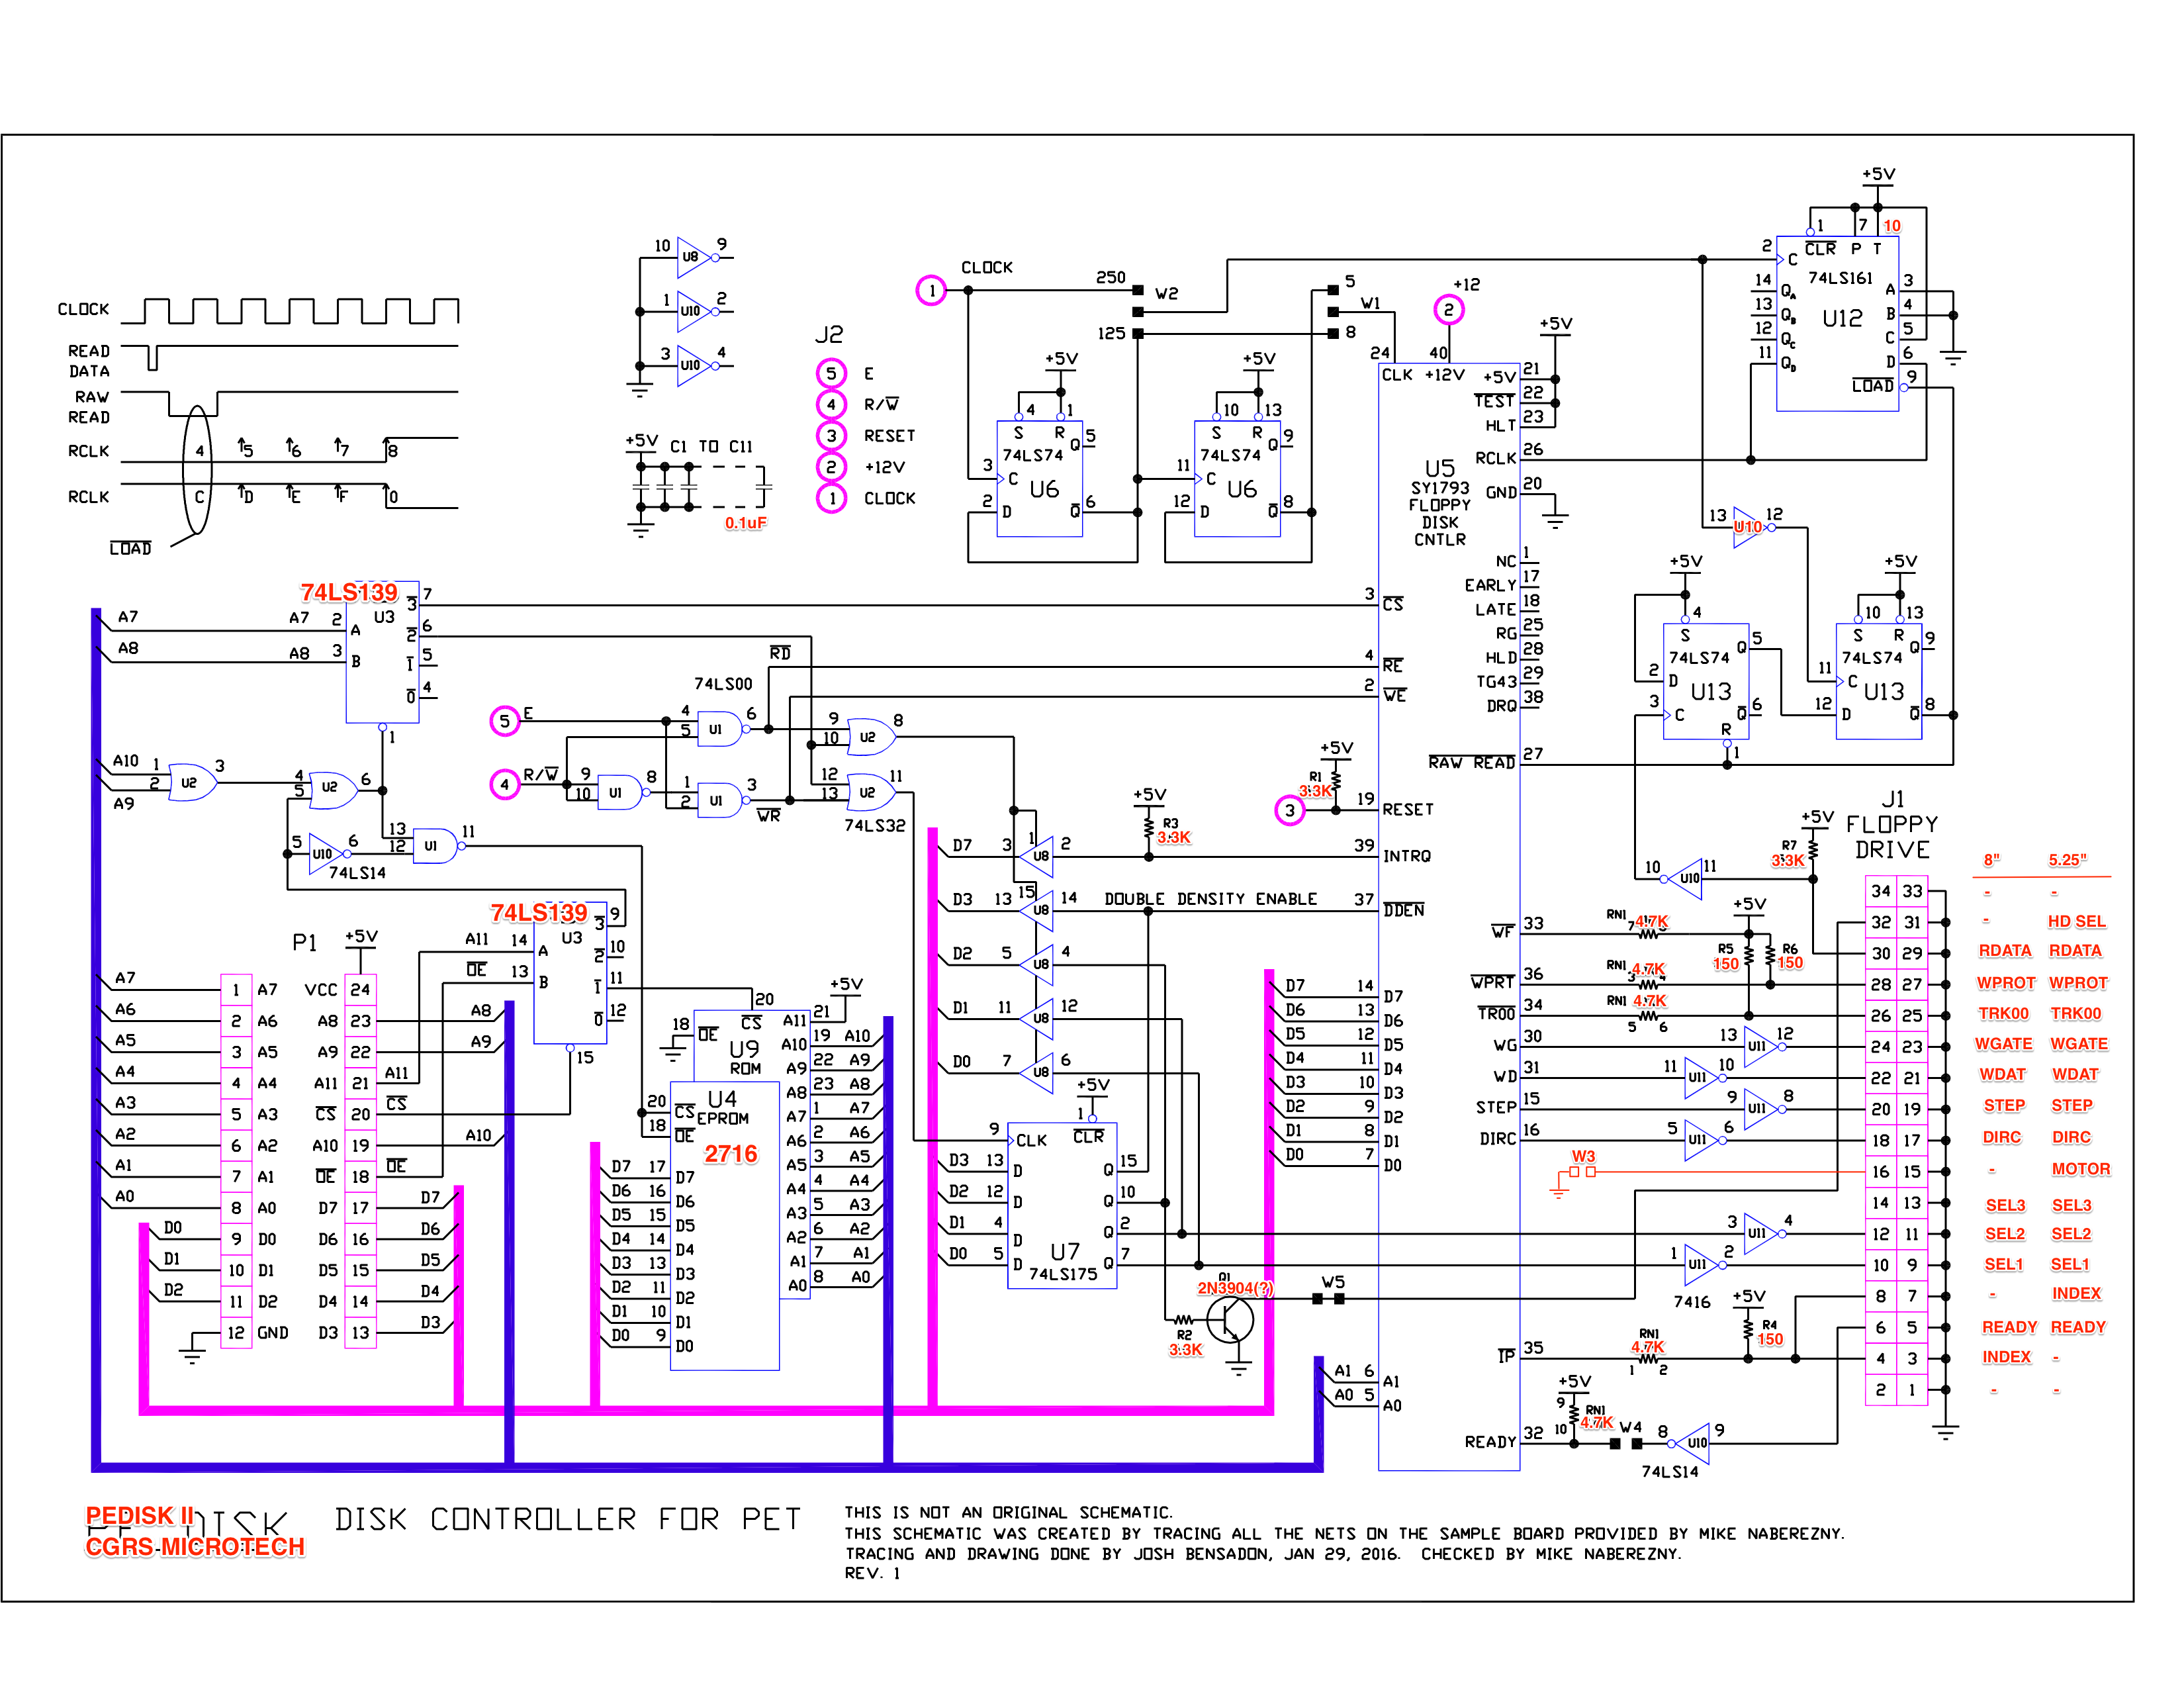 +5V
1 7 10
CLR P T
2 C
74LS161
U12
14 QA
13 QB
12 QC
11 QD
A 3
B 4
C 5
D 6
LOAD 9
10 U8 9
1 U10 2
3 U10 4
CLOCK
READ
DATA
RAW
READ
RCLK 4 5 6 7 8
RCLK C D E F 0
LOAD
+5V C1 TO C11
0.1uF
J2
5 E
4 R/W
3 RESET
2 +12V
1 CLOCK
1 CLOCK
250 W2
125
5
W1
8
+12
2
+5V
4 1
S R
Q 5
74LS74
3 C
U6
2 D
Q 6
+5V
10 13
S R
Q 9
74LS74
11 C
U6
12 D
Q 8
24 40
CLK +12V
+5V
+5V 21
TEST 22
HLT 23
RCLK 26
GND 20
U5
SY1793
FLOPPY
DISK
CNTLR
NC 1
EARLY 17
LATE 18
RG 25
HLD 28
TG43 29
DRQ 38
RAW READ 27
3 CS
4 RE
2 WE
19 RESET
39 INTRQ
37 DDEN
13 U10 12
+5V
4
S
Q 5
74LS74
2 D
U13
3 C
Q 6
R
1
+5V
10 13
S R
Q 9
74LS74
11 C
U13
12 D
Q 8
74LS139
U3
A7 A7 2 A
A8 A8 3 B
3 7
2 6
1 5
0 4
1
A10 1
A9 2
U2 3
4
5 U2 6
5 U10 6
74LS14
13
12 U1 11
5 E
4 R/W
RD
74LS00
4
5 U1 6
9
10 U1 8
1
2 U1 3
WR
9
10 U2 8
12
13 U2 11
74LS32
+5V
R1
3.3K
3
+5V
R3
3.3K
D7 3 U8 1 2
D3 13 U8 15 14
DOUBLE DENSITY ENABLE
D2 5 U8 4
D1 11 U8 12
D0 7 U8 6
74LS139
U3
A11 14 A
OE 13 B
3 9
2 10
1 11
0 12
15
P1
+5V
A7 1 A7 VCC 24
A6 2 A6 A8 23 A8
A5 3 A5 A9 22 A9
A4 4 A4 A11 21 A11
A3 5 A3 CS 20 CS
A2 6 A2 A10 19 A10
A1 7 A1 OE 18 OE
A0 8 A0 D7 17 D7
D0 9 D0 D6 16 D6
D1 10 D1 D5 15 D5
D2 11 D2 D4 14 D4
12 GND D3 13 D3
+5V
20
CS
18 OE
U9
ROM
20 CS
18 OE
U4
EPROM
2716
D7 17 D7
D6 16 D6
D5 15 D5
D4 14 D4
D3 13 D3
D2 11 D2
D1 10 D1
D0 9 D0
A11 21
A10 19 A10
A9 22 A9
A8 23 A8
A7 1 A7
A6 2 A6
A5 3 A5
A4 4 A4
A3 5 A3
A2 6 A2
A1 7 A1
A0 8 A0
+5V
1
9 CLK CLR
D3 13 D Q 15
D2 12 D Q 10
D1 4 D Q 2
D0 5 D Q 7
U7
74LS175
Q1
2N3904(?)
W5
R2
3.3K
D7 14 D7
D6 13 D6
D5 12 D5
D4 11 D4
D3 10 D3
D2 9 D2
D1 8 D1
D0 7 D0
A1 6 A1
A0 5 A0
10 U10 11
+5V
R7
3.3K
WF 33
RN1
4.7K
+5V
R5
150
R6
150
WPRT 36
RN1
4.7K
3 4
TR00 34
RN1
4.7K
5 6
WG 30 13 U11 12
WD 31 11 U11 10
STEP 15 9 U11 8
DIRC 16 5 U11 6
W3
3 U11 4
1 U11 2
7416
+5V
R4
150
IP 35
RN1
4.7K
1 2
+5V
9
RN1
4.7K
10
READY 32
W4
8 U10 9
74LS14
J1
FLOPPY
DRIVE
8" 5.25"
34 33 - -
32 31 - HD SEL
30 29 RDATA RDATA
28 27 WPROT WPROT
26 25 TRK00 TRK00
24 23 WGATE WGATE
22 21 WDAT WDAT
20 19 STEP STEP
18 17 DIRC DIRC
16 15 - MOTOR
14 13 SEL3 SEL3
12 11 SEL2 SEL2
10 9 SEL1 SEL1
8 7 - INDEX
6 5 READY READY
4 3 INDEX -
2 1 - -
PEDISK II
CGRS-MICROTECH
DISK CONTROLLER FOR PET
THIS IS NOT AN ORIGINAL SCHEMATIC.
THIS SCHEMATIC WAS CREATED BY TRACING ALL THE NETS ON THE SAMPLE BOARD PROVIDED BY MIKE NABEREZNY.
TRACING AND DRAWING DONE BY JOSH BENSADON, JAN 29, 2016. CHECKED BY MIKE NABEREZNY.
REV. 1